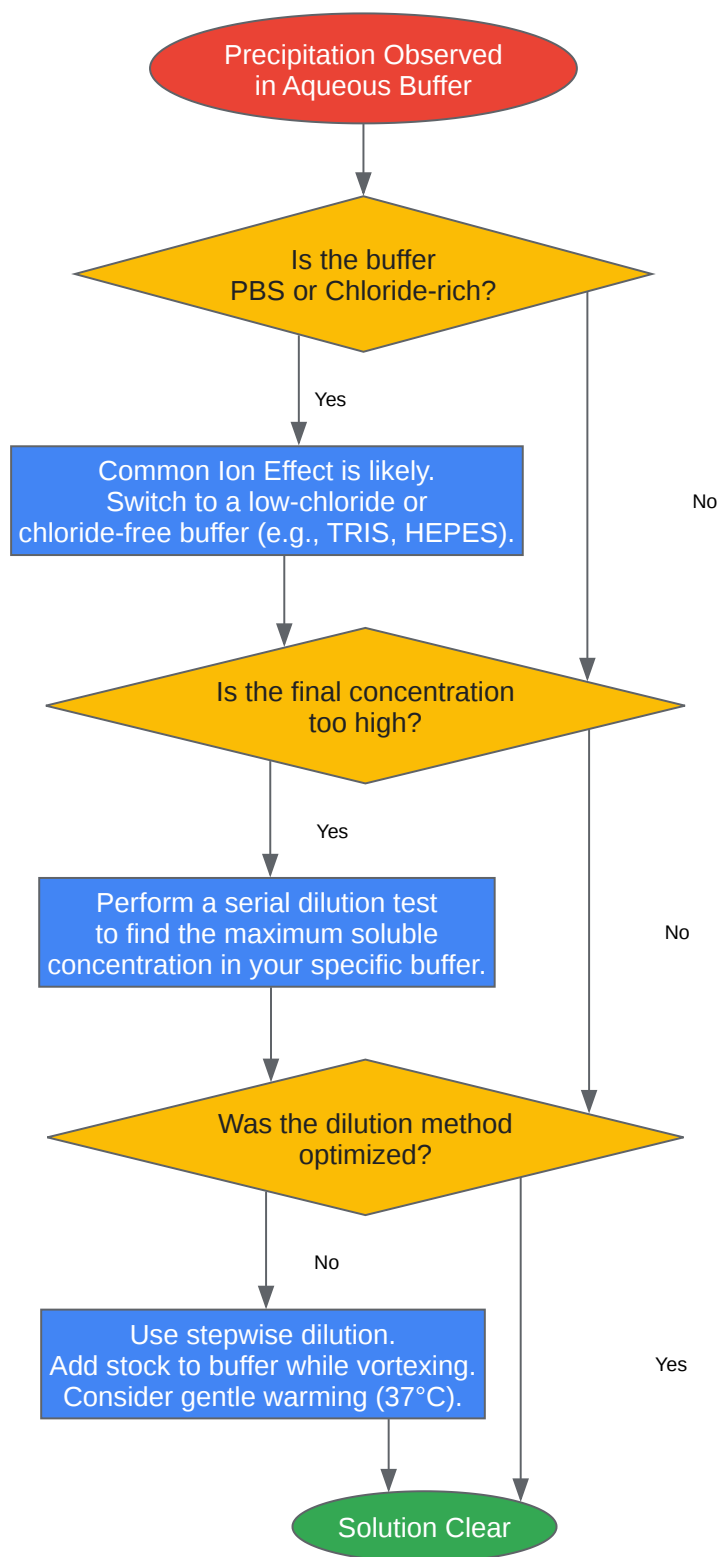 Precipitation Observed
in Aqueous Buffer
Is the buffer
PBS or Chloride-rich?
Yes
Common Ion Effect is likely.
Switch to a low-chloride or
chloride-free buffer (e.g., TRIS, HEPES).
No
Is the final concentration
too high?
Yes
Perform a serial dilution test
to find the maximum soluble
concentration in your specific buffer.
No
Was the dilution method
optimized?
No
Use stepwise dilution.
Add stock to buffer while vortexing.
Consider gentle warming (37°C).
Yes
Solution Clear